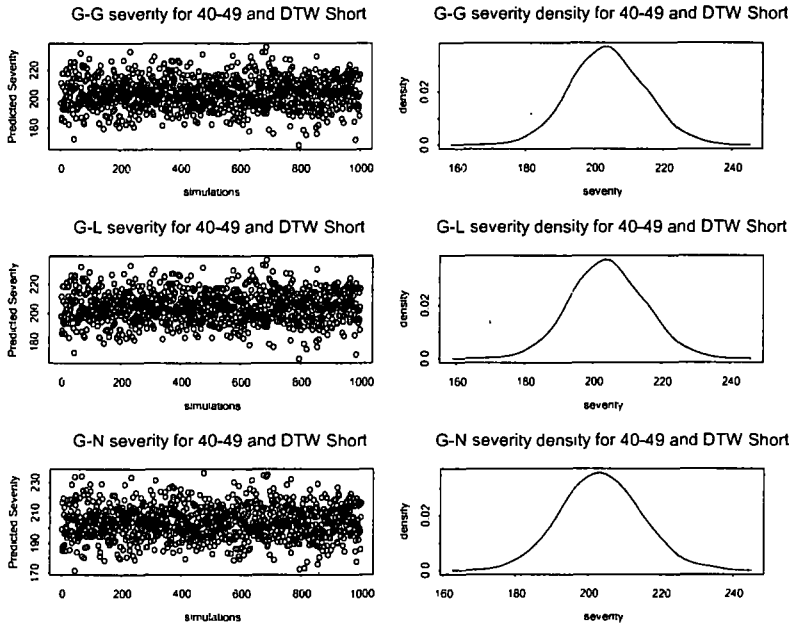 G-G severity for 40-49 and DTW Short
Predicted Severity
180 200 220
0 200 400 600 800 1000
simulations
G-G severity density for 40-49 and DTW Short
density
0.0 0.02
160 180 200 220 240
severity
G-L severity for 40-49 and DTW Short
Predicted Severity
180 200 220
0 200 400 600 800 1000
simulations
G-L severity density for 40-49 and DTW Short
density
0.0 0.02
160 180 200 220 240
severity
G-N severity for 40-49 and DTW Short
Predicted Severity
170 190 210 230
0 200 400 600 800 1000
simulations
G-N severity density for 40-49 and DTW Short
density
0.0 0.02
160 180 200 220 240
severity